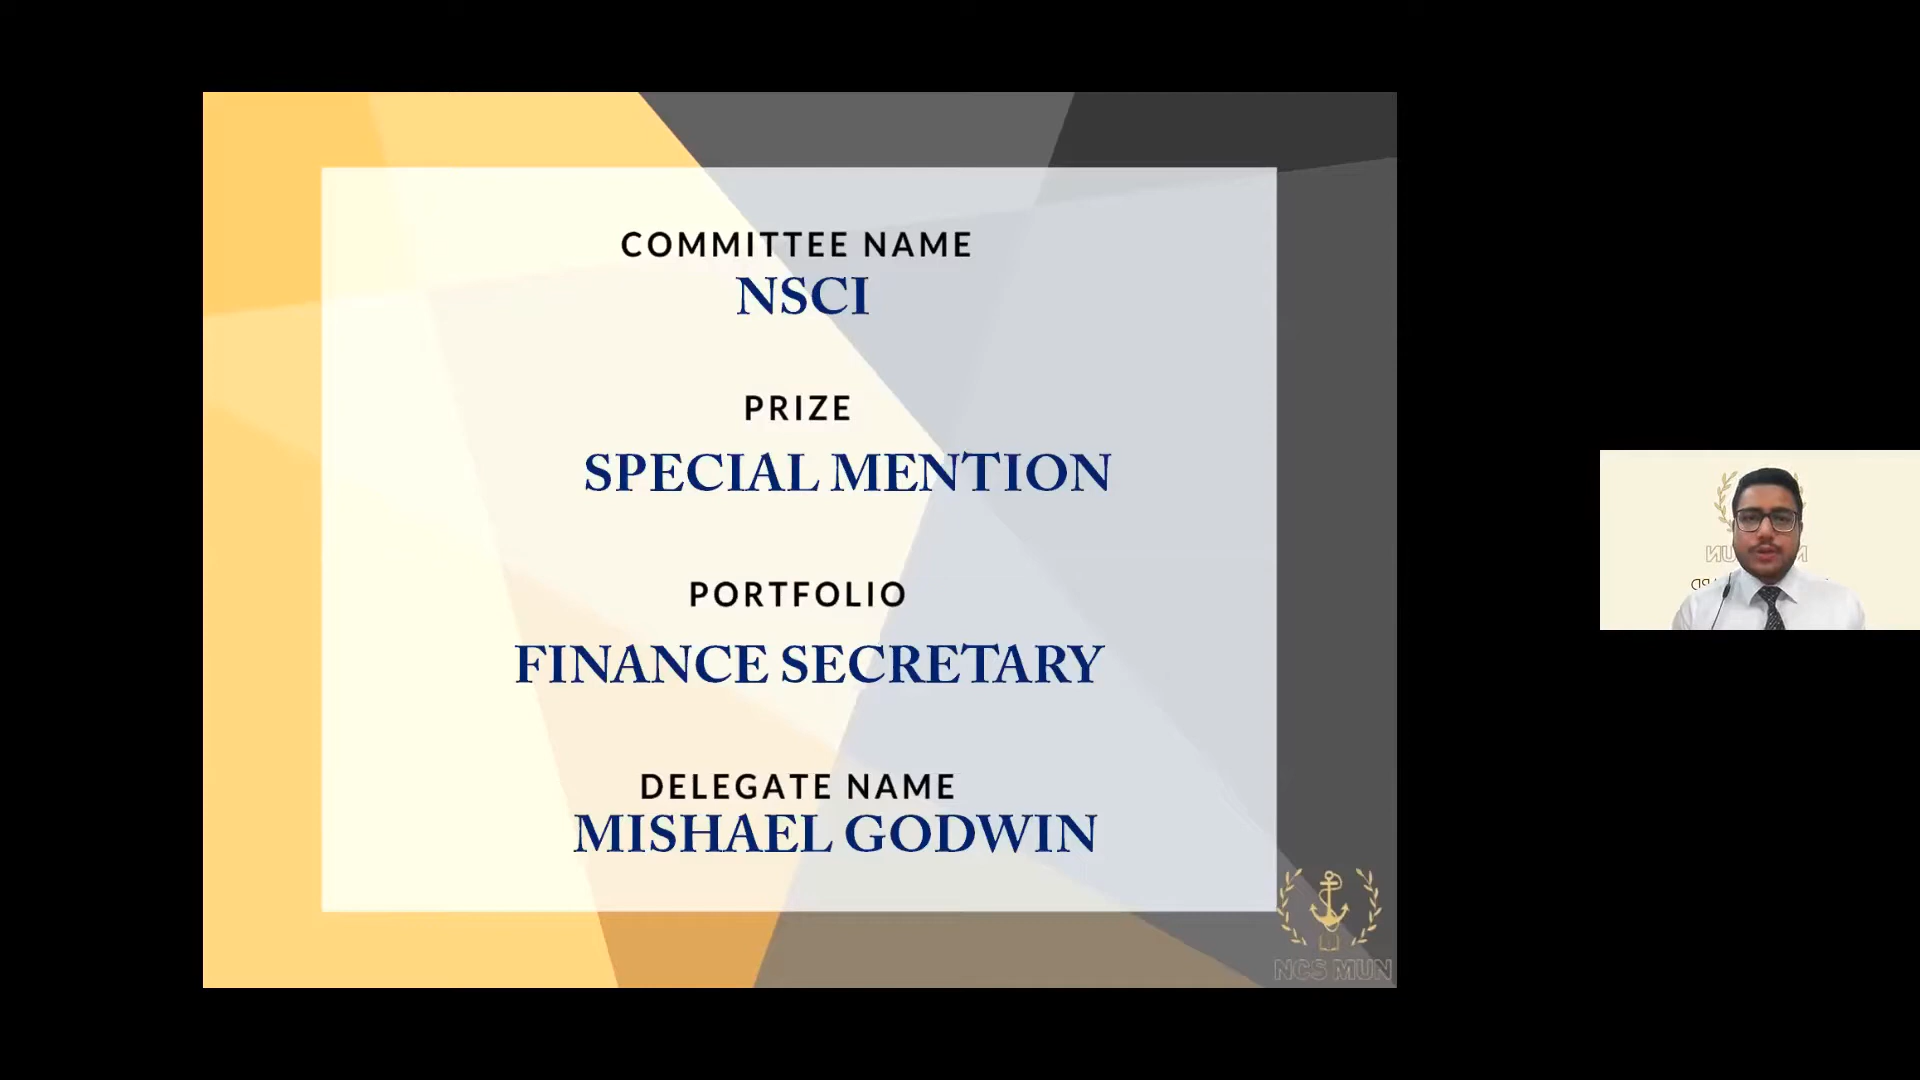 COMMITTEE NAME
NSCI
PRIZE
SPECIAL MENTION
PORTFOLIO
FINANCE SECRETARY
DELEGATE NAME
MISHAEL GODWIN
NCS MUN